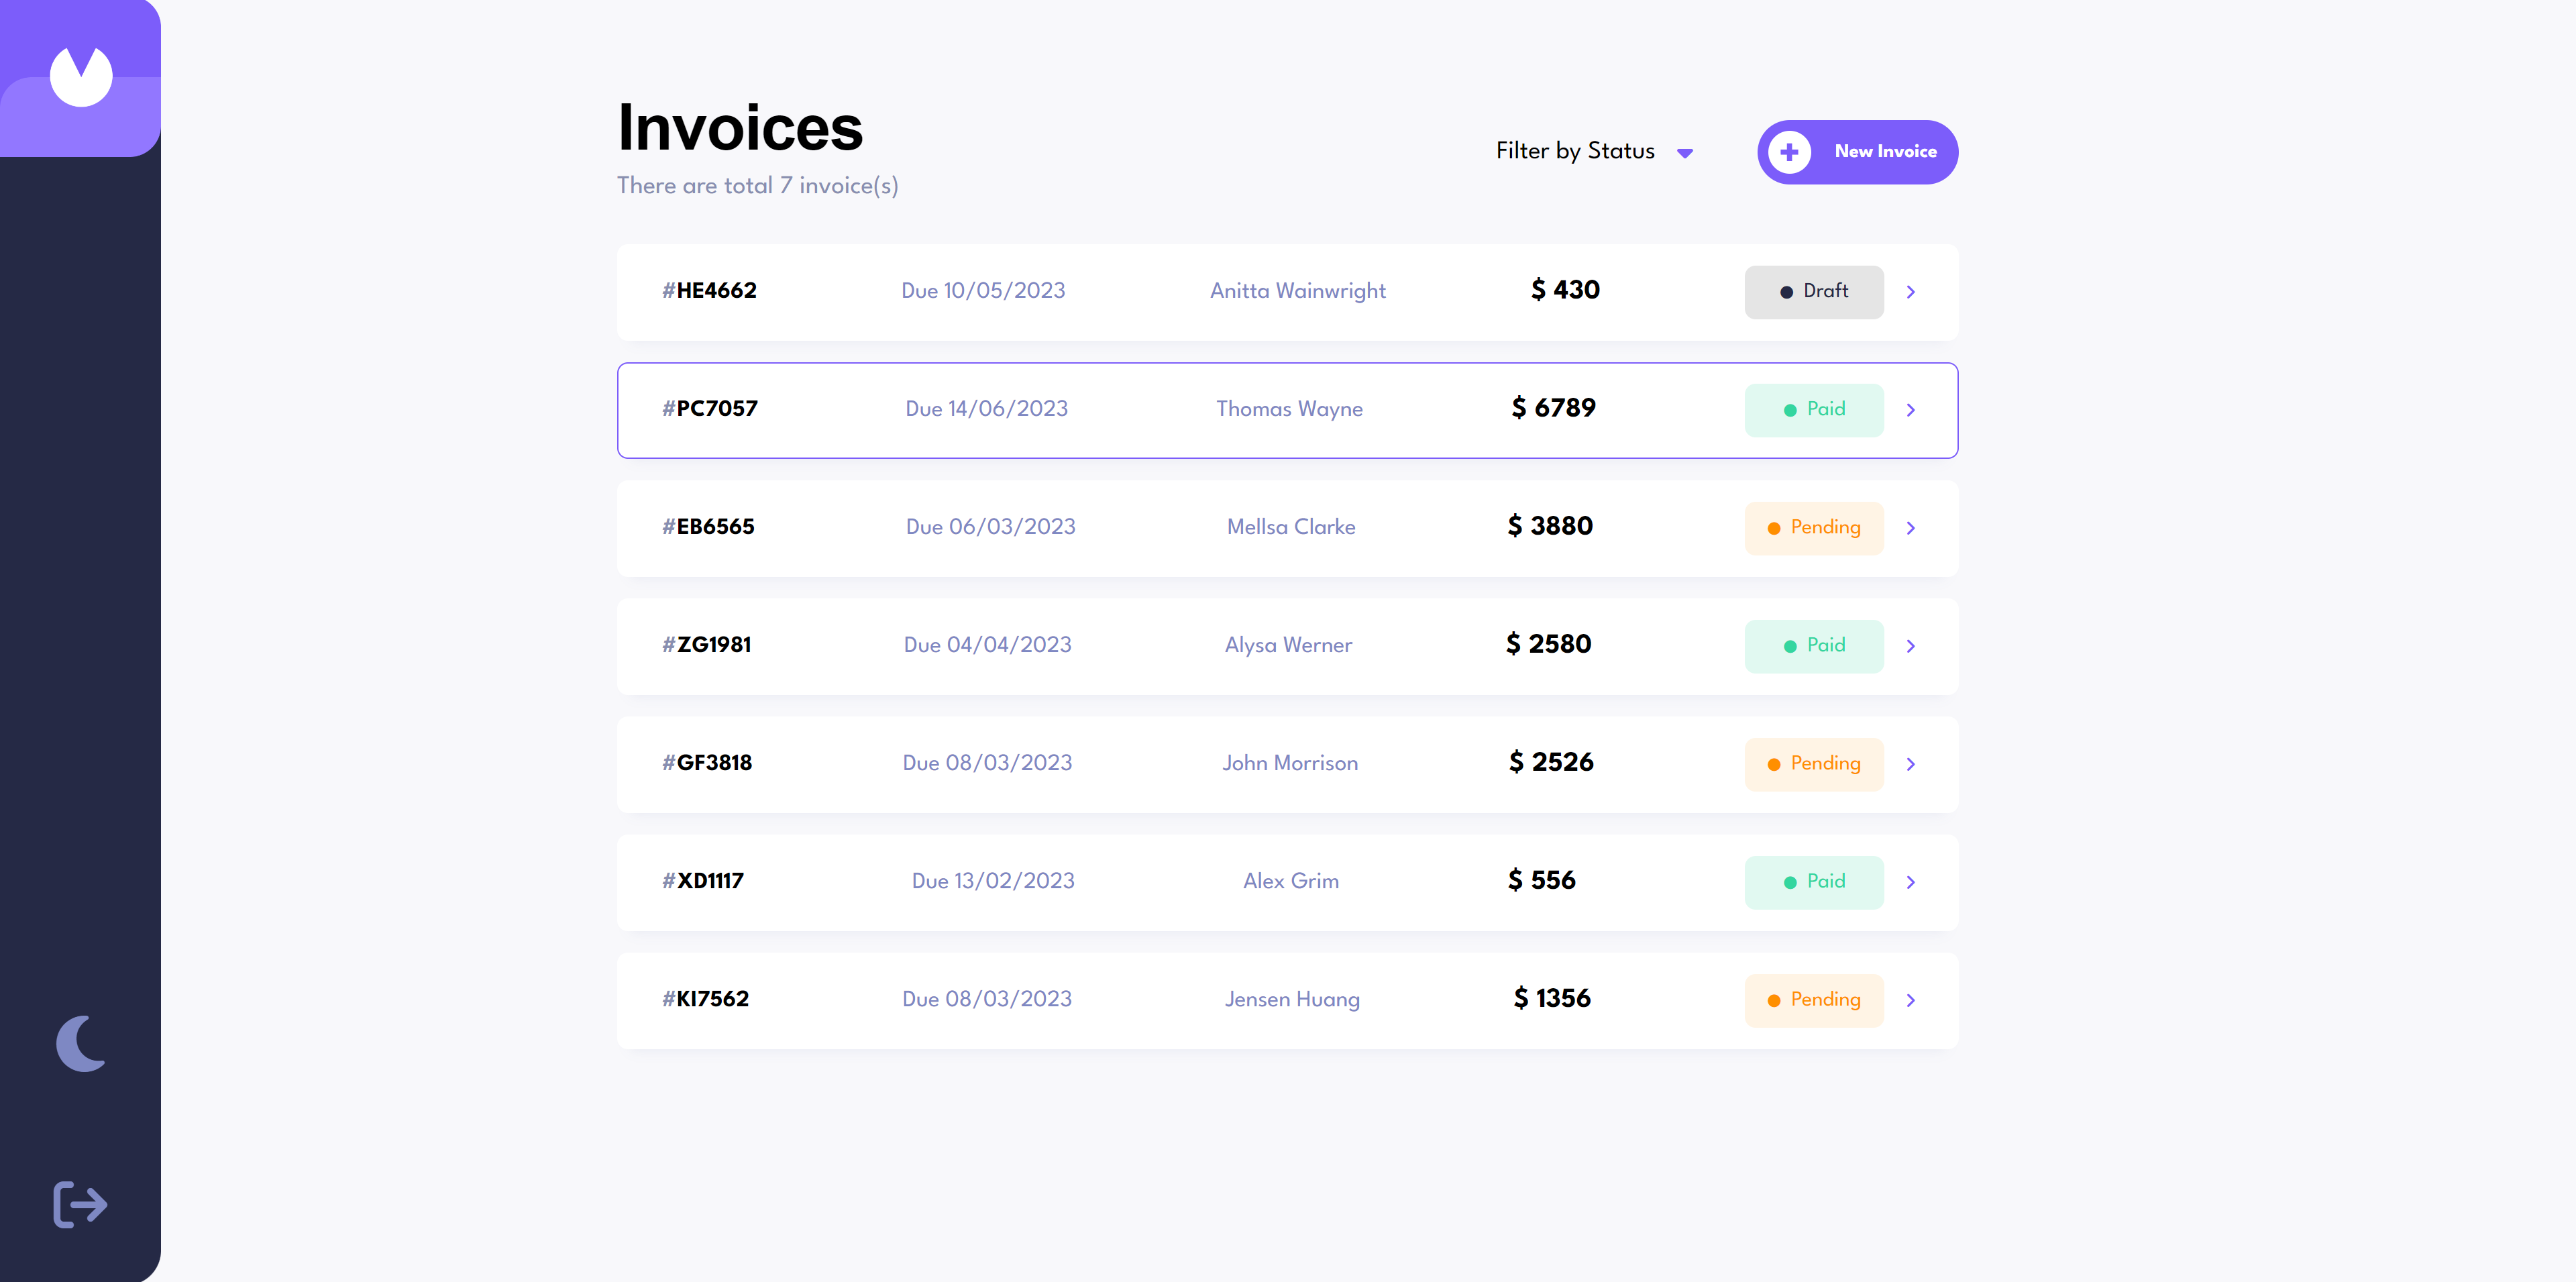 Invoices
There are total 7 invoice(s)
Filter by Status
New Invoice
#HE4662 Due 10/05/2023 Anitta Wainwright $ 430 Draft
#PC7057 Due 14/06/2023 Thomas Wayne $ 6789 Paid
#EB6565 Due 06/03/2023 Mellsa Clarke $ 3880 Pending
#ZG1981 Due 04/04/2023 Alysa Werner $ 2580 Paid
#GF3818 Due 08/03/2023 John Morrison $ 2526 Pending
#XD1117 Due 13/02/2023 Alex Grim $ 556 Paid
#KI7562 Due 08/03/2023 Jensen Huang $ 1356 Pending